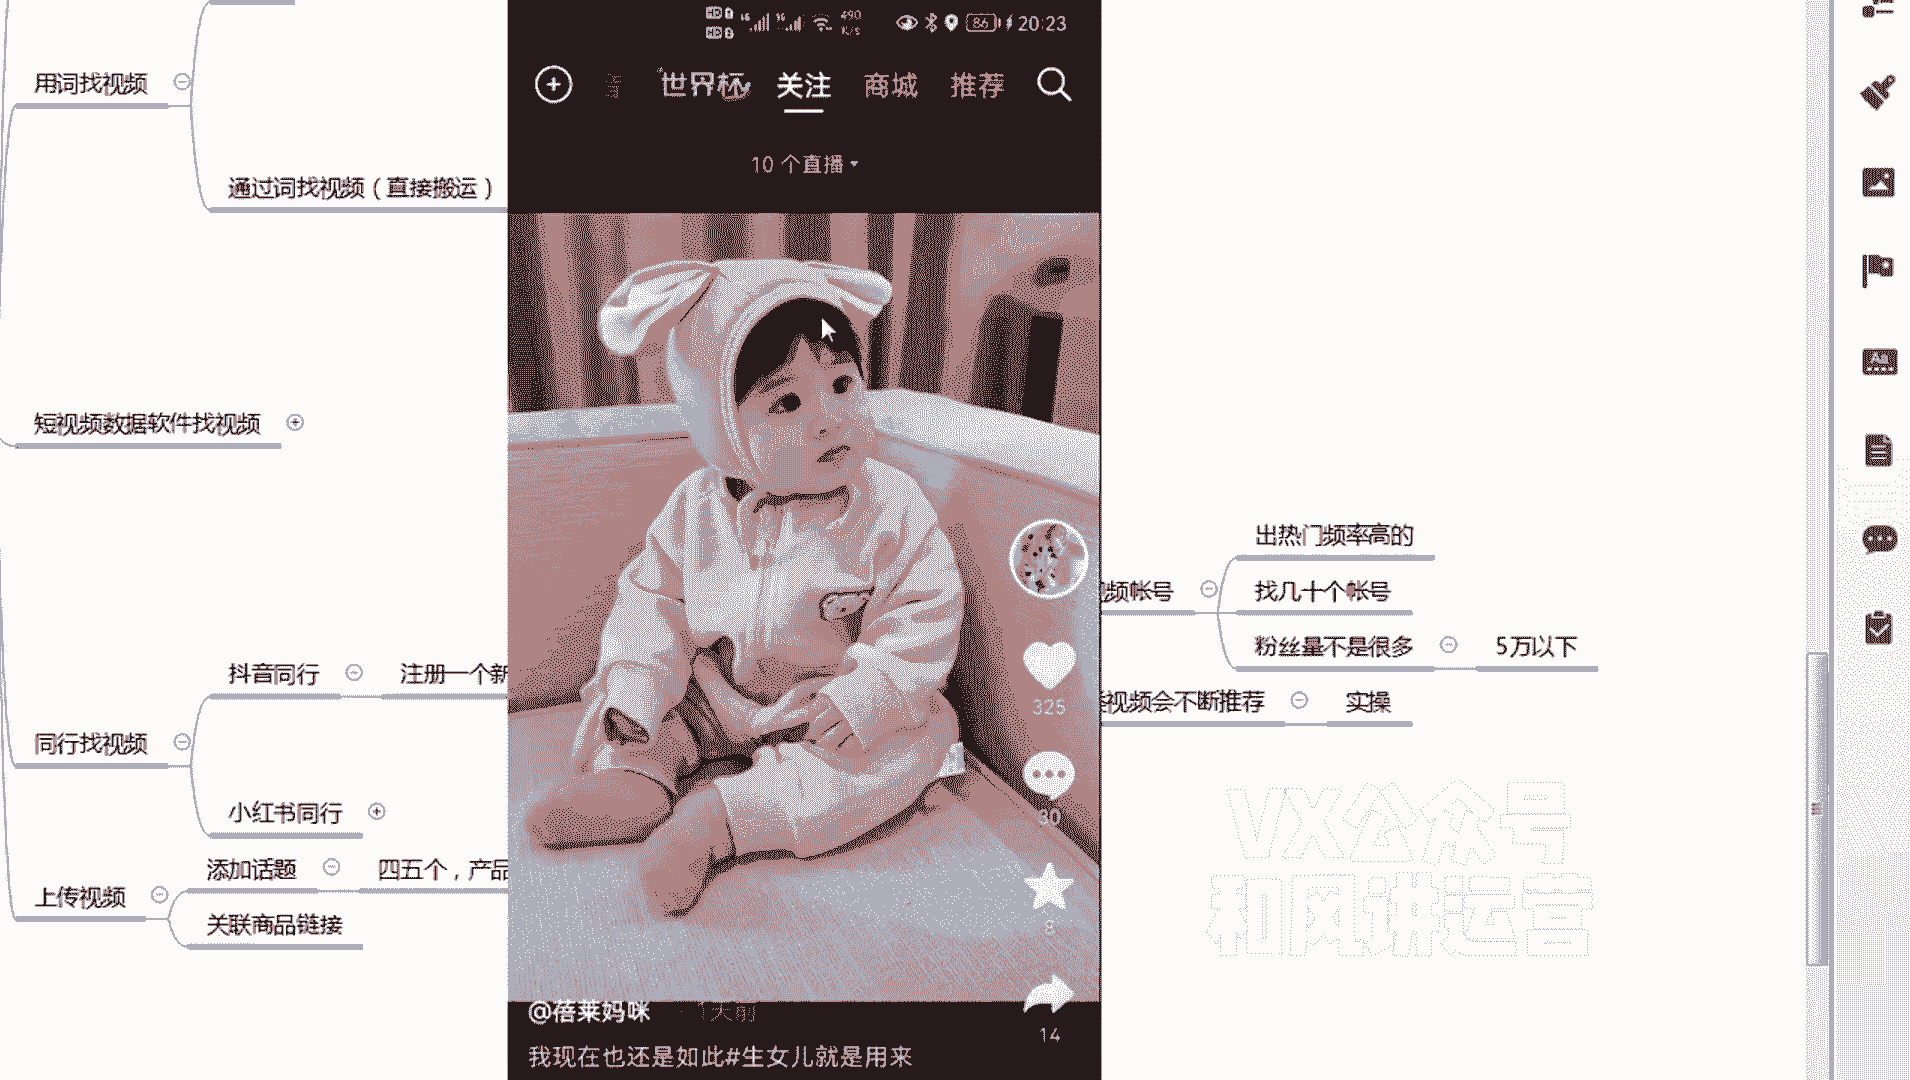 用词找视频
通过词找视频（直接搬运）
短视频数据软件找视频
抖音同行
注册一个新
同行找视频
小红书同行
添加话题
四五个，产品
上传视频
关联商品链接
490
K/s
86
20:23
世界杯
关注
商城
推荐
10 个直播
325
30
8
14
@蓓莱妈咪 · 1天前
我现在也还是如此#生女儿就是用来
出热门频率高的
视频帐号
找几十个帐号
粉丝量不是很多
5万以下
视频会不断推荐
实操
VX公众号
和风讲运营
Aa